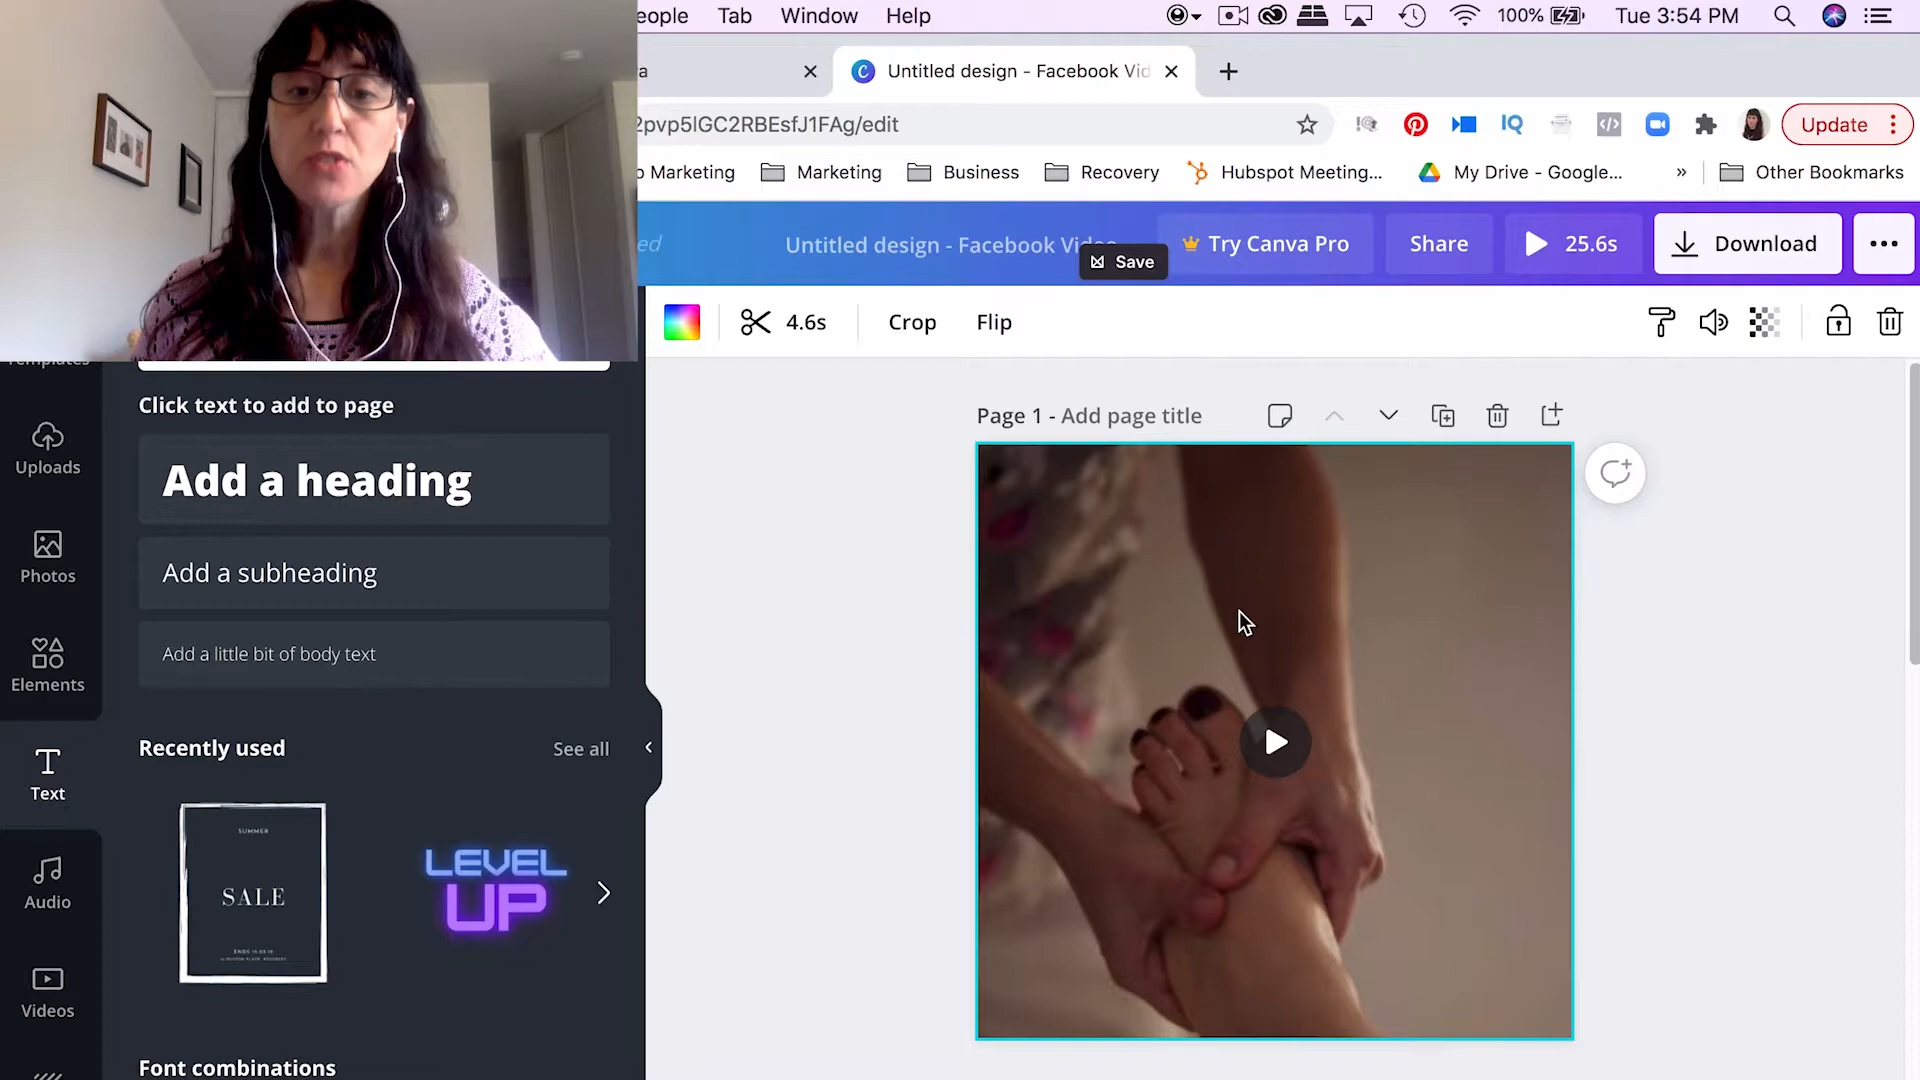 eople Tab Window Help 100% Tue 3:54 PM
a
Untitled design - Facebook Vid
2pvp5lGC2RBEsfJ1FAg/edit
IQ
Update
o Marketing Marketing Business Recovery Hubspot Meeting... My Drive - Google... » Other Bookmarks
ed Untitled design - Facebook Video Try Canva Pro Share 25.6s Download
Save
4.6s Crop Flip
Templates
Click text to add to page
Page 1 - Add page title
Uploads
Add a heading
Photos
Add a subheading
Elements
Add a little bit of body text
Recently used See all
Text
SUMMER
SALE
LEVEL
UP
Audio
Videos
Font combinations